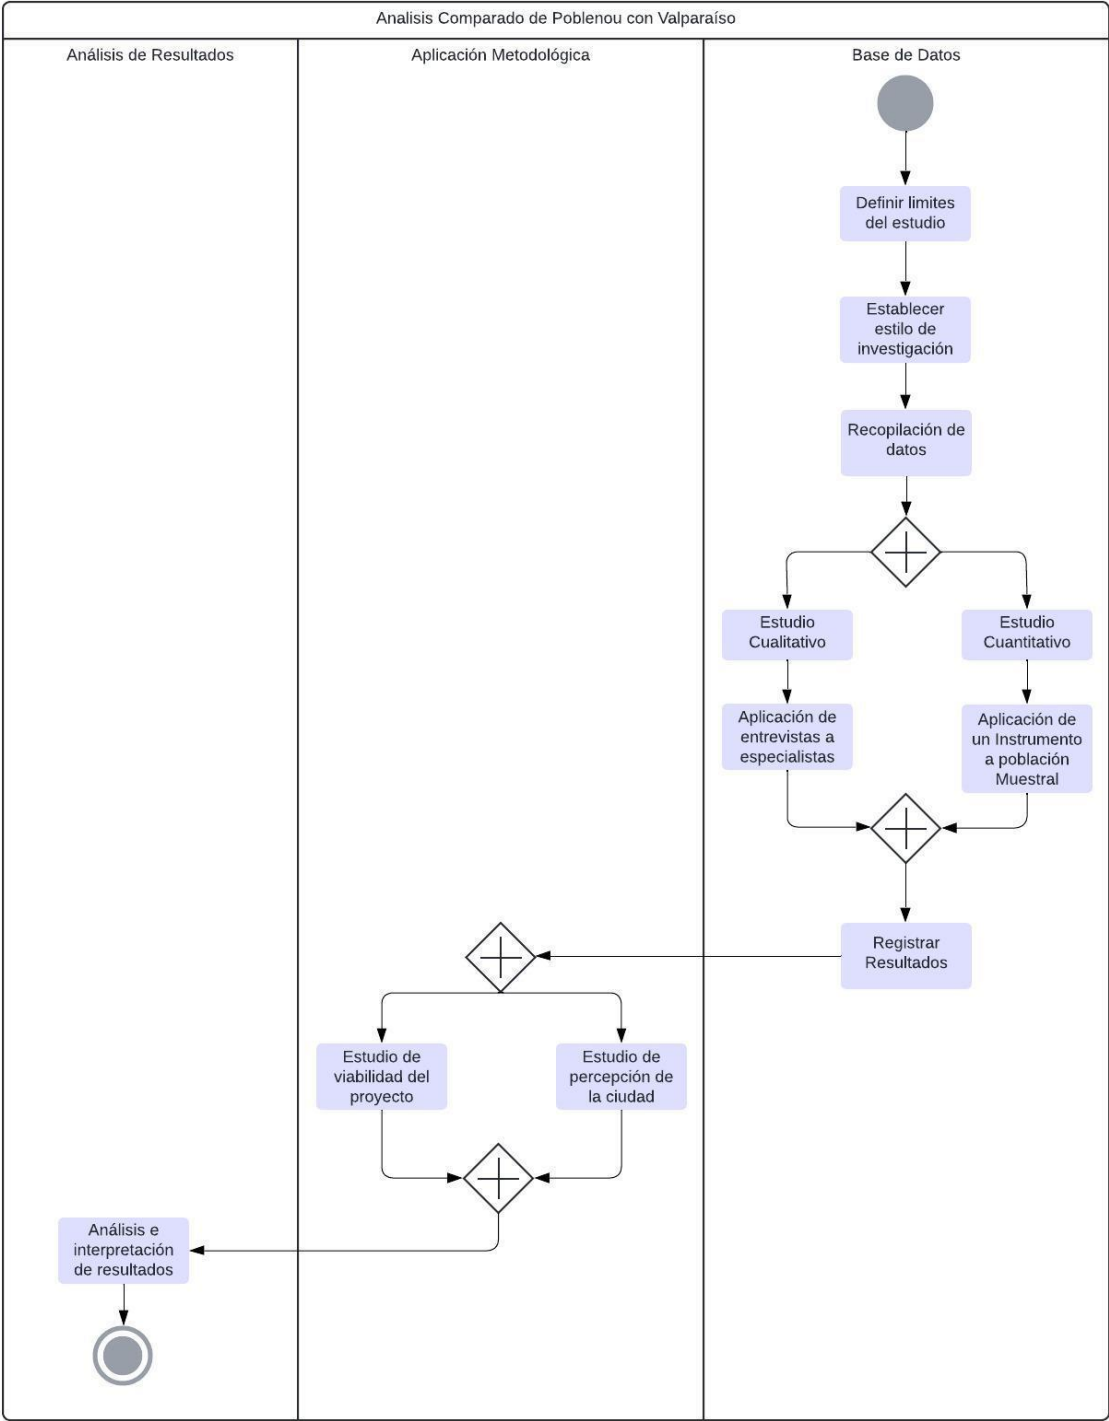 Analisis Comparado de Poblenou con Valparaíso
Análisis de Resultados
Aplicación Metodológica
Base de Datos
Definir limites
del estudio
Establecer
estilo de
investigación
Recopilación de
datos
Estudio
Cualitativo
Estudio
Cuantitativo
Aplicación de
entrevistas a
especialistas
Aplicación de
un Instrumento
a población
Muestral
Registrar
Resultados
Estudio de
viabilidad del
proyecto
Estudio de
percepción de
la ciudad
Análisis e
interpretación
de resultados